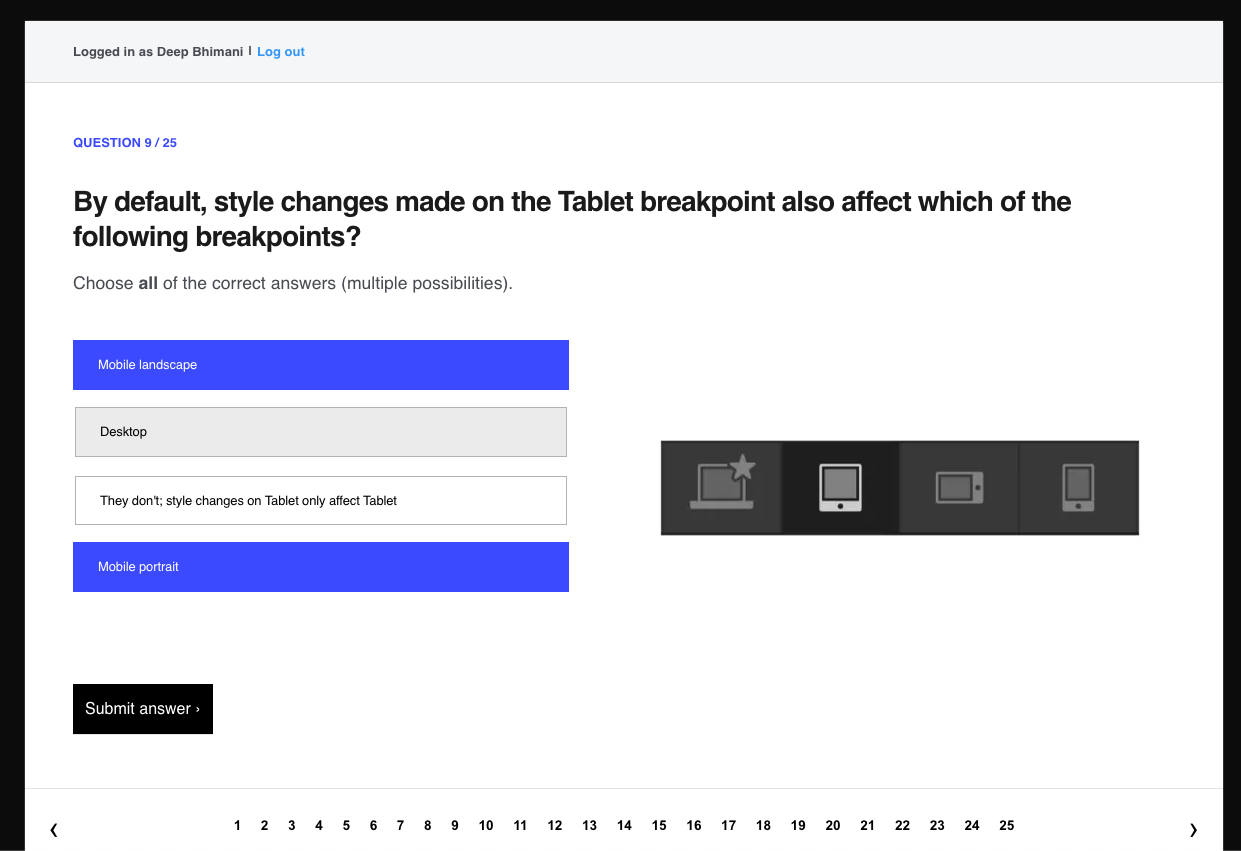 Logged in as Deep Bhimani | Log out
QUESTION 9 / 25
By default, style changes made on the Tablet breakpoint also affect which of the
following breakpoints?
Choose all of the correct answers (multiple possibilities).
Mobile landscape
Desktop
They don't; style changes on Tablet only affect Tablet
Mobile portrait
Submit answer ›
❮ 1 2 3 4 5 6 7 8 9 10 11 12 13 14 15 16 17 18 19 20 21 22 23 24 25 ❯